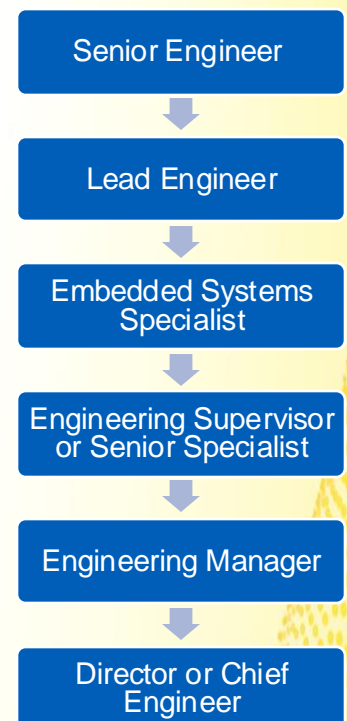 Senior Engineer
Lead Engineer
Embedded Systems
Specialist
Engineering Supervisor
or Senior Specialist
Engineering Manager
Director or Chief
Engineer